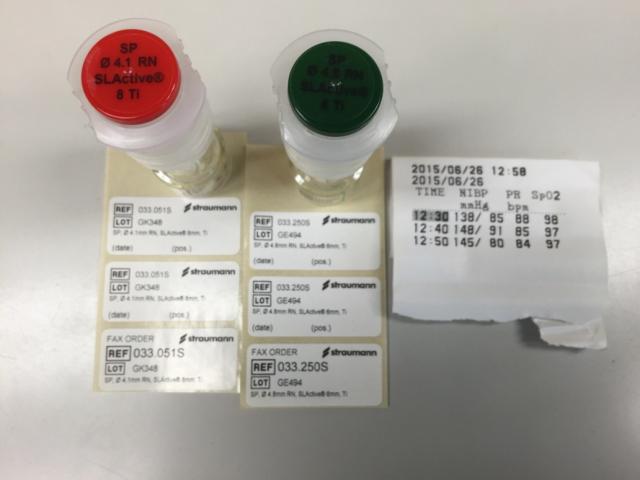 SP
Ø 4.1 RN
SLActive®
8 Ti
SP
Ø 4.8 RN
SLActive®
6 Ti
REF 033.051S straumann
LOT GK348
SP, Ø 4.1mm RN, SLActive® 8mm, Ti
(date) (pos.)
REF 033.051S straumann
LOT GK348
SP, Ø 4.1mm RN, SLActive® 8mm, Ti
(date) (pos.)
FAX ORDER straumann
REF 033.051S
LOT GK348
SP, Ø 4.1mm RN, SLActive® 8mm, Ti
REF 033.250S straumann
LOT GE494
SP, Ø 4.8mm RN, SLActive® 6mm, Ti
(date) (pos.)
REF 033.250S straumann
LOT GE494
SP, Ø 4.8mm RN, SLActive® 6mm, Ti
(date) (pos.)
FAX ORDER straumann
REF 033.250S
LOT GE494
SP, Ø 4.8mm RN, SLActive® 6mm, Ti
2015/06/26 12:58
2015/06/26
TIME NIBP PR SpO2
mmHg bpm
12:30 138/ 85 88 98
12:40 148/ 91 85 97
12:50 145/ 80 84 97